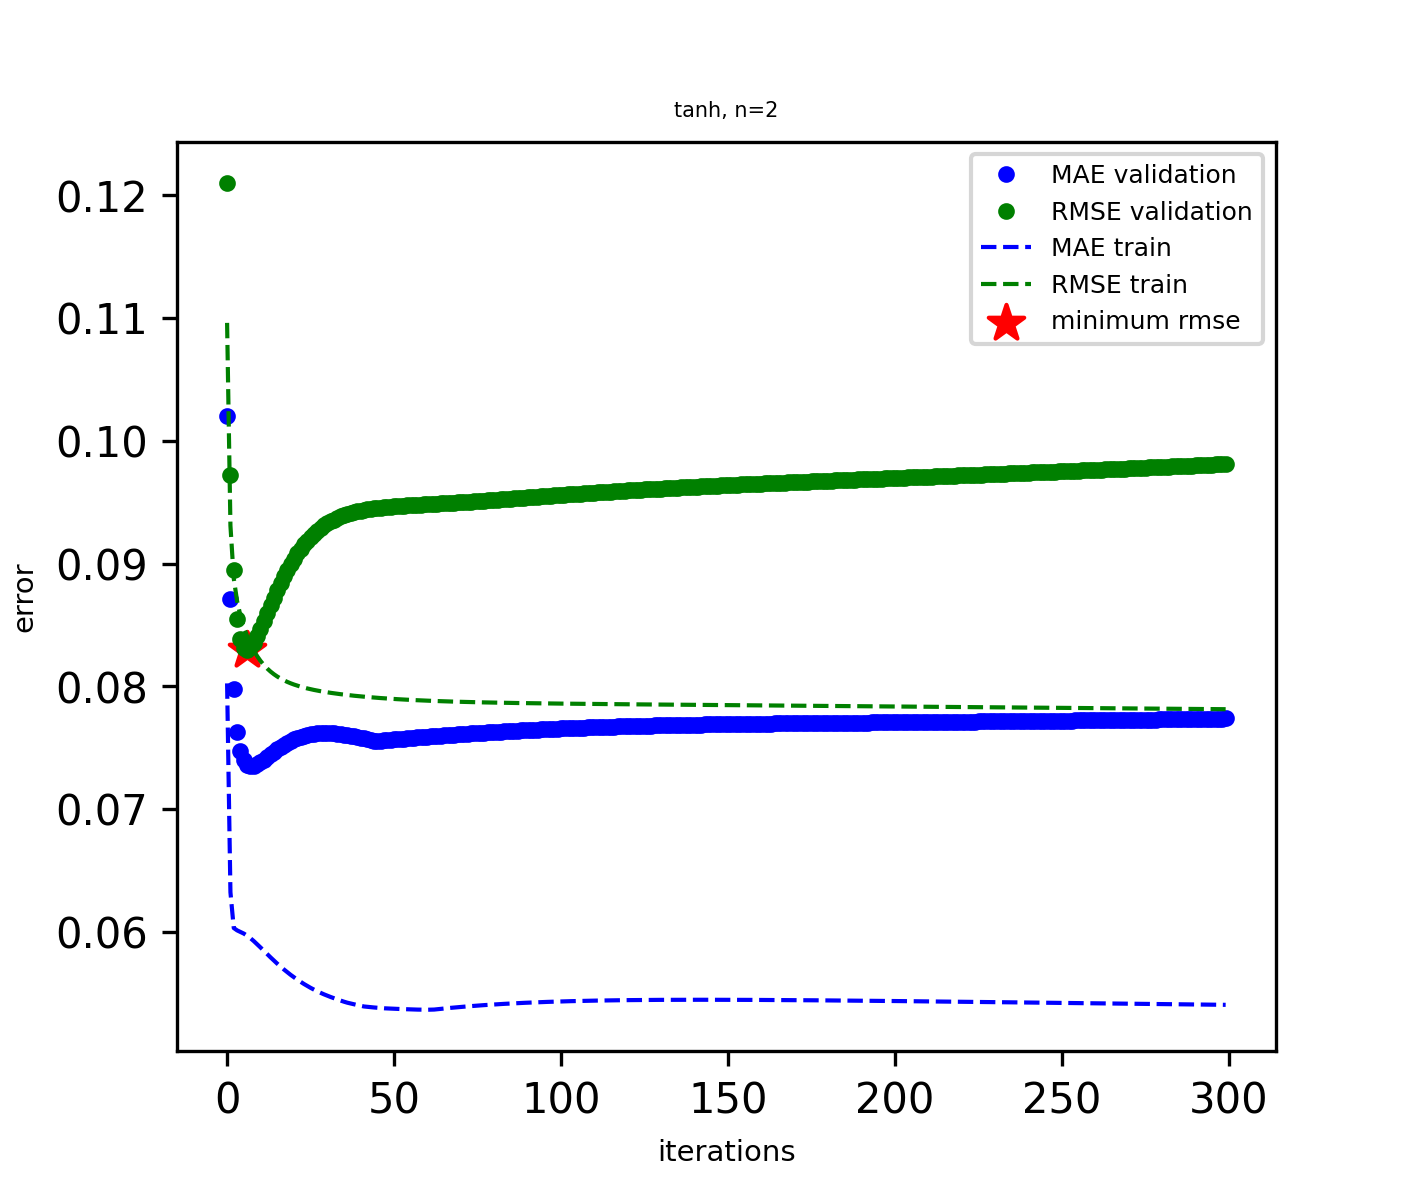 tanh, n=2
MAE validation
RMSE validation
MAE train
RMSE train
minimum rmse
0.12
0.11
0.10
0.09
0.08
0.07
0.06
error
0 50 100 150 200 250 300
iterations